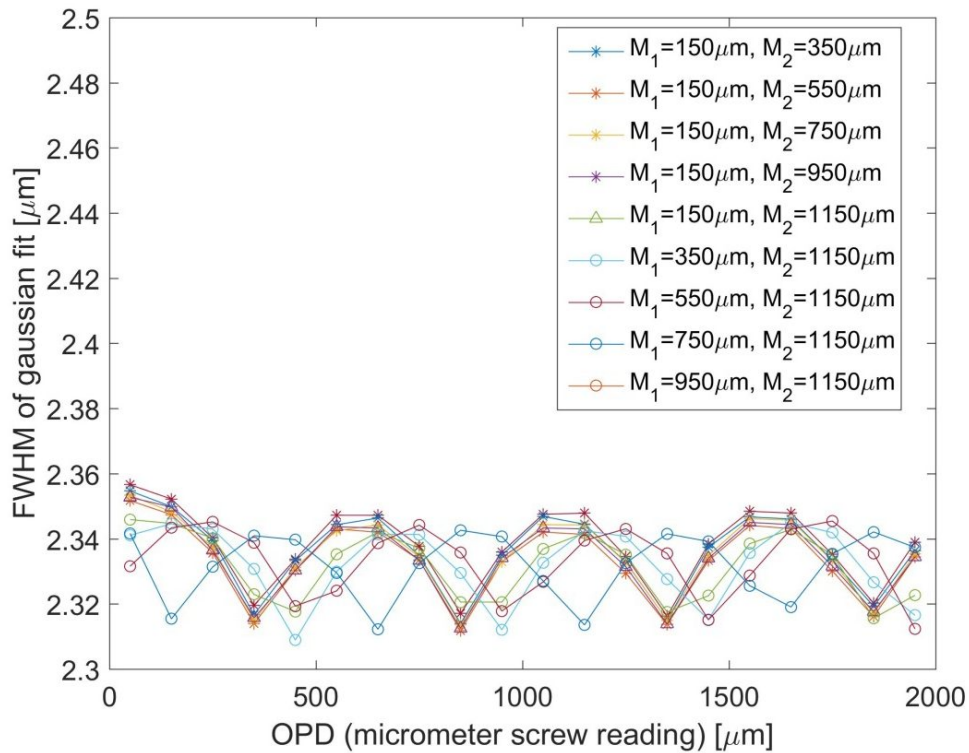 2.5
2.48
2.46
2.44
2.42
2.4
2.38
2.36
2.34
2.32
2.3
FWHM of gaussian fit [μm]
M₁=150μm, M₂=350μm
M₁=150μm, M₂=550μm
M₁=150μm, M₂=750μm
M₁=150μm, M₂=950μm
M₁=150μm, M₂=1150μm
M₁=350μm, M₂=1150μm
M₁=550μm, M₂=1150μm
M₁=750μm, M₂=1150μm
M₁=950μm, M₂=1150μm
0 500 1000 1500 2000
OPD (micrometer screw reading) [μm]